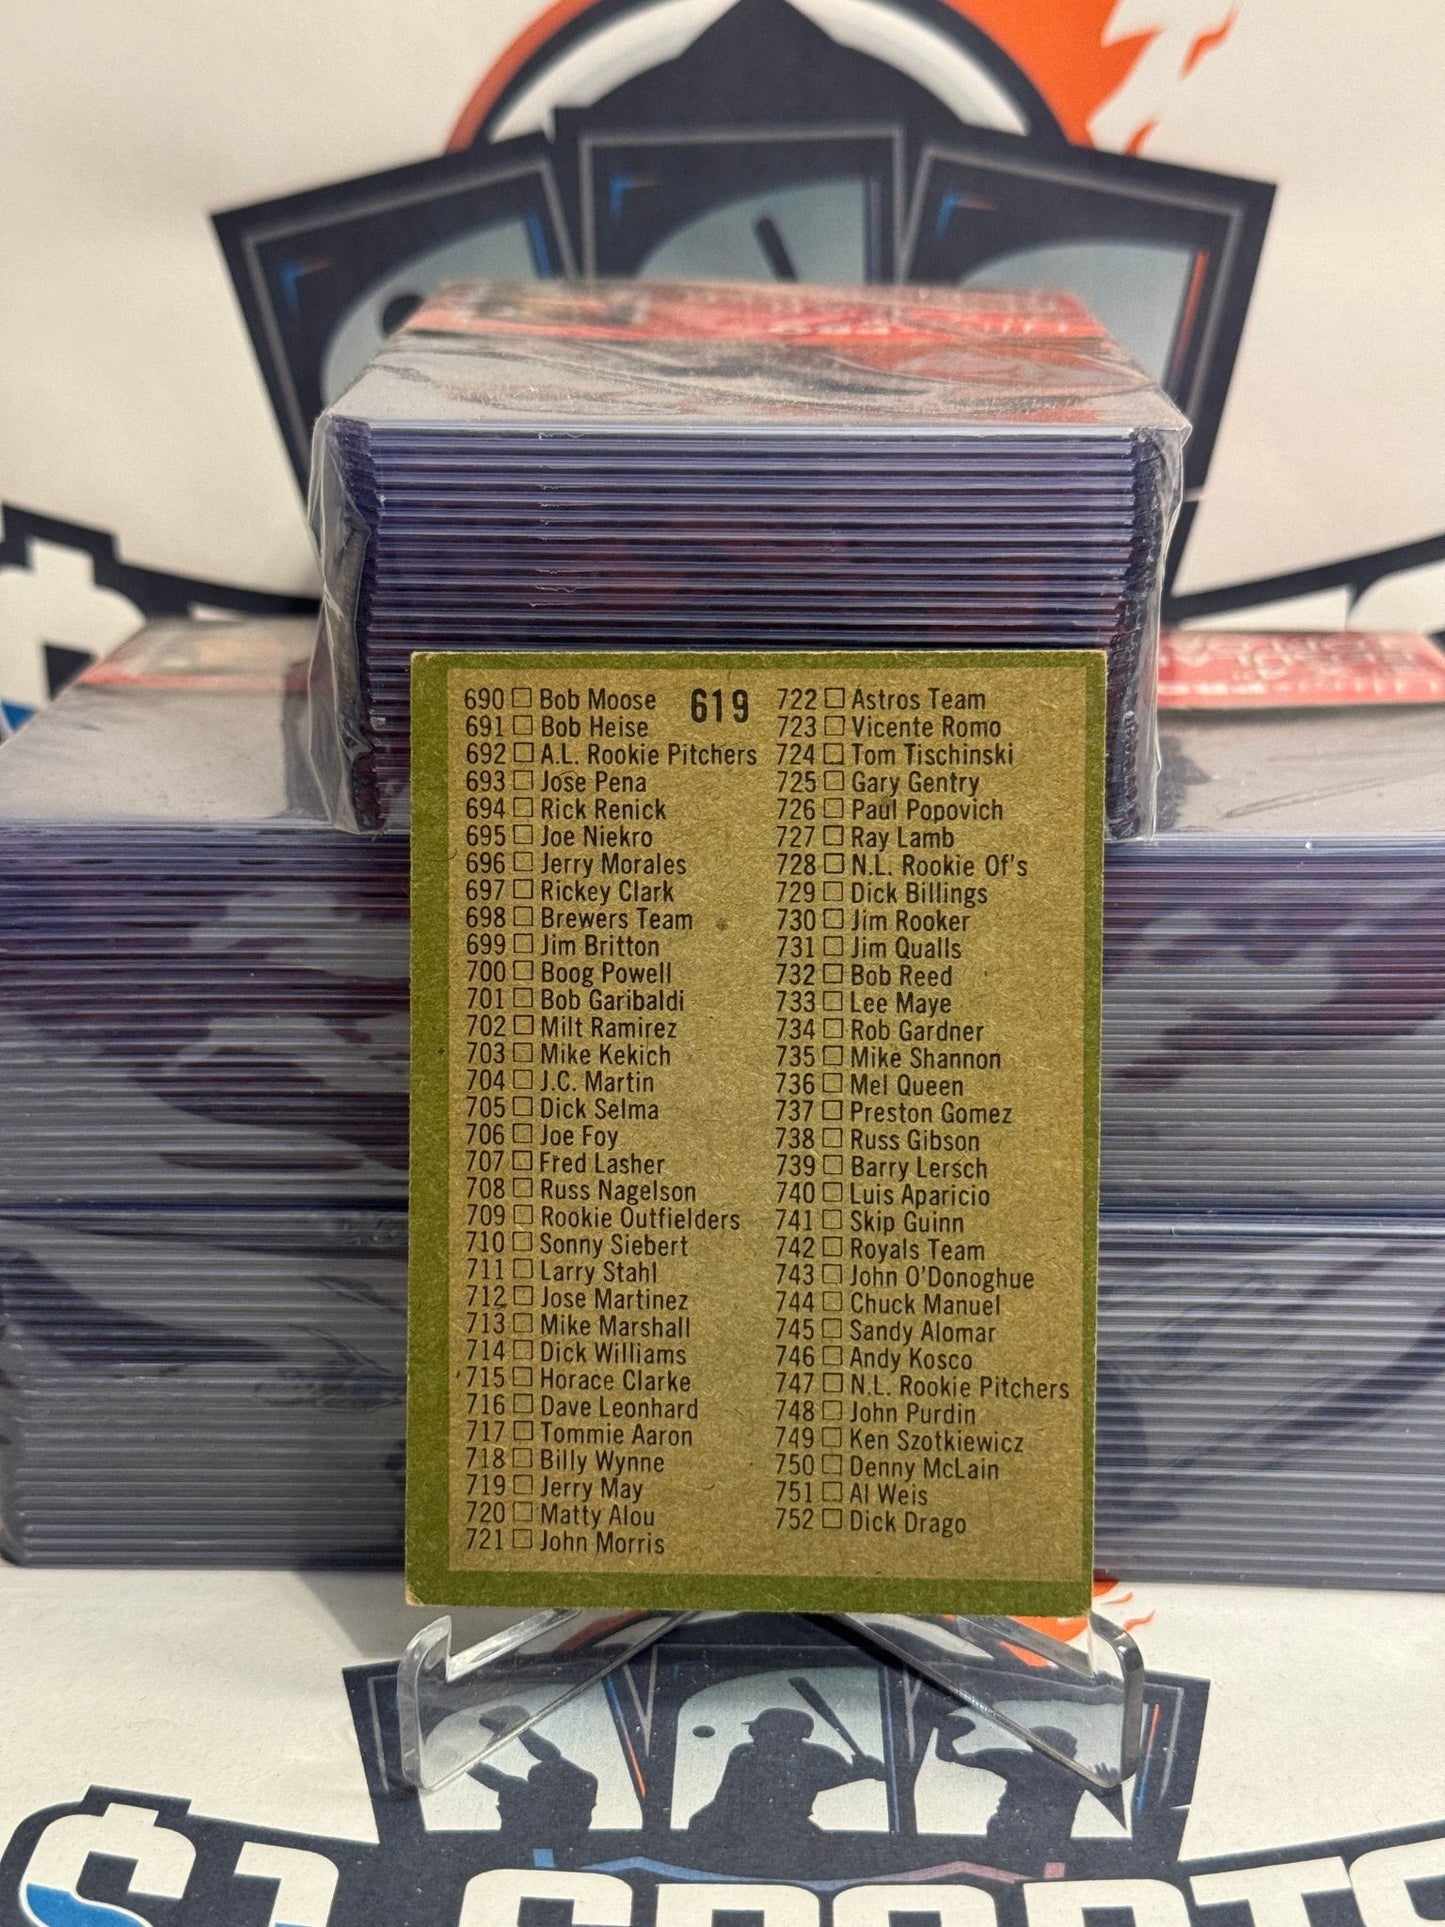 619
690 □ Bob Moose
691 □ Bob Heise
692 □ A.L. Rookie Pitchers
693 □ Jose Pena
694 □ Rick Renick
695 □ Joe Niekro
696 □ Jerry Morales
697 □ Rickey Clark
698 □ Brewers Team
699 □ Jim Britton
700 □ Boog Powell
701 □ Bob Garibaldi
702 □ Milt Ramirez
703 □ Mike Kekich
704 □ J.C. Martin
705 □ Dick Selma
706 □ Joe Foy
707 □ Fred Lasher
708 □ Russ Nagelson
709 □ Rookie Outfielders
710 □ Sonny Siebert
711 □ Larry Stahl
712 □ Jose Martinez
713 □ Mike Marshall
714 □ Dick Williams
715 □ Horace Clarke
716 □ Dave Leonhard
717 □ Tommie Aaron
718 □ Billy Wynne
719 □ Jerry May
720 □ Matty Alou
721 □ John Morris
722 □ Astros Team
723 □ Vicente Romo
724 □ Tom Tischinski
725 □ Gary Gentry
726 □ Paul Popovich
727 □ Ray Lamb
728 □ N.L. Rookie Of's
729 □ Dick Billings
730 □ Jim Rooker
731 □ Jim Qualls
732 □ Bob Reed
733 □ Lee Maye
734 □ Rob Gardner
735 □ Mike Shannon
736 □ Mel Queen
737 □ Preston Gomez
738 □ Russ Gibson
739 □ Barry Lersch
740 □ Luis Aparicio
741 □ Skip Guinn
742 □ Royals Team
743 □ John O'Donoghue
744 □ Chuck Manuel
745 □ Sandy Alomar
746 □ Andy Kosco
747 □ N.L. Rookie Pitchers
748 □ John Purdin
749 □ Ken Szotkiewicz
750 □ Denny McLain
751 □ Al Weis
752 □ Dick Drago